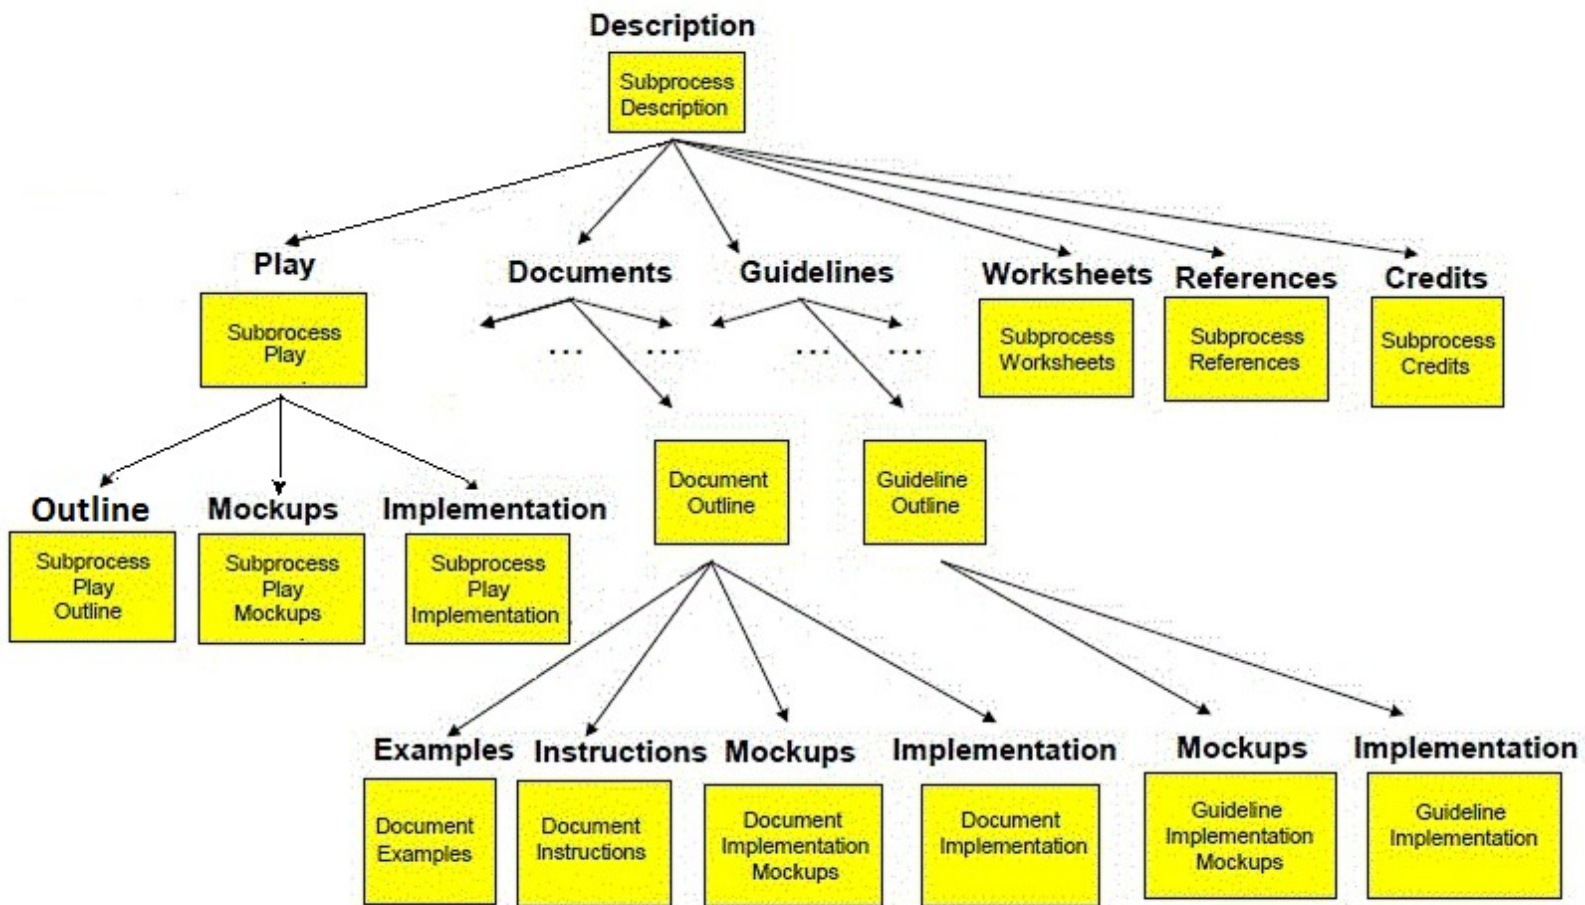 Description
Subprocess
Description
Play
Documents
Guidelines
Worksheets
References
Credits
Subprocess
Play
... ... ... ...
Subprocess
Worksheets
Subprocess
References
Subprocess
Credits
Document
Outline
Guideline
Outline
Outline
Mockups
Implementation
Subprocess
Play
Outline
Subprocess
Play
Mockups
Subprocess
Play
Implementation
Examples
Instructions
Mockups
Implementation
Mockups
Implementation
Document
Examples
Document
Instructions
Document
Implementation
Mockups
Document
Implementation
Guideline
Implementation
Mockups
Guideline
Implementation